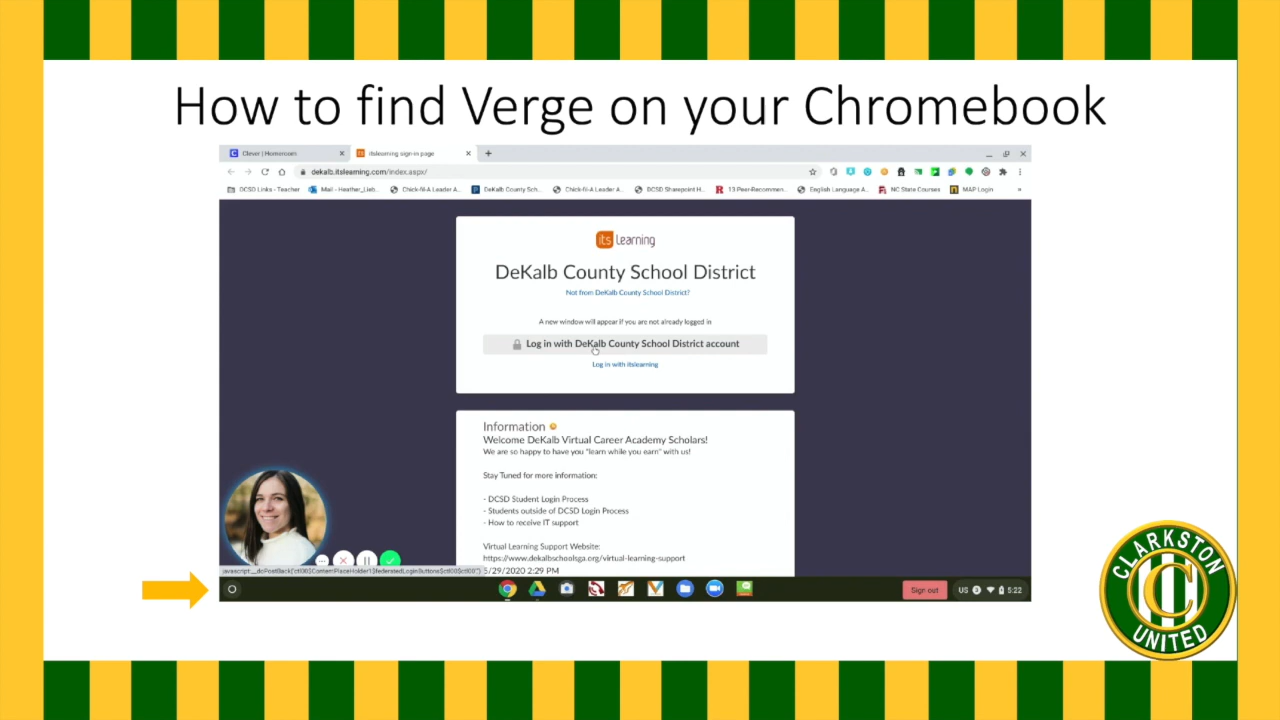 How to find Verge on your Chromebook
Clever | Homeroom
itslearning sign-in page
dekalb.itslearning.com/index.aspx/
DCSD Links - Teacher
Mail - Heather_Lieb...
Chick-fil-A Leader A...
DeKalb County Sch...
Chick-fil-A Leader A...
DCSD Sharepoint H...
13 Peer-Recommen...
English Language A...
NC State Courses
MAP Login
»
its learning
DeKalb County School District
Not from DeKalb County School District?
A new window will appear if you are not already logged in
Log in with DeKalb County School District account
Log in with itslearning
Information
Welcome DeKalb Virtual Career Academy Scholars!
We are so happy to have you "learn while you earn" with us!
Stay Tuned for more information:
- DCSD Student Login Process
- Students outside of DCSD Login Process
- How to receive IT support
Virtual Learning Support Website:
https://www.dekalbschoolsga.org/virtual-learning-support
5/29/2020 2:29 PM
Sign out
US 3 5:22
CLARKSTON
C
UNITED